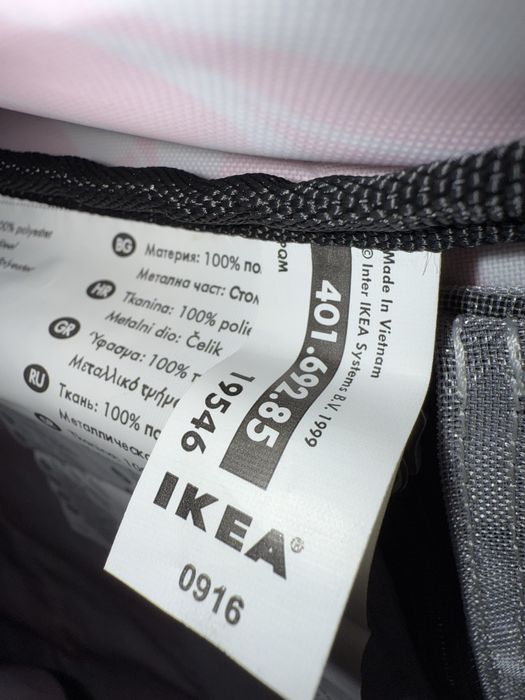 100% polyester
BG Материя: 100% по
Метална част: Стом
HR Tkanina: 100% polie
Metalni dio: Čelik
GR Ύφασμα: 100% π
Μεταλλικό τμήμ
RU Ткань: 100% по
Металлическа
PQM
401.692.85
19546
Made In Vietnam
© Inter IKEA Systems B.V. 1999
IKEA®
0916